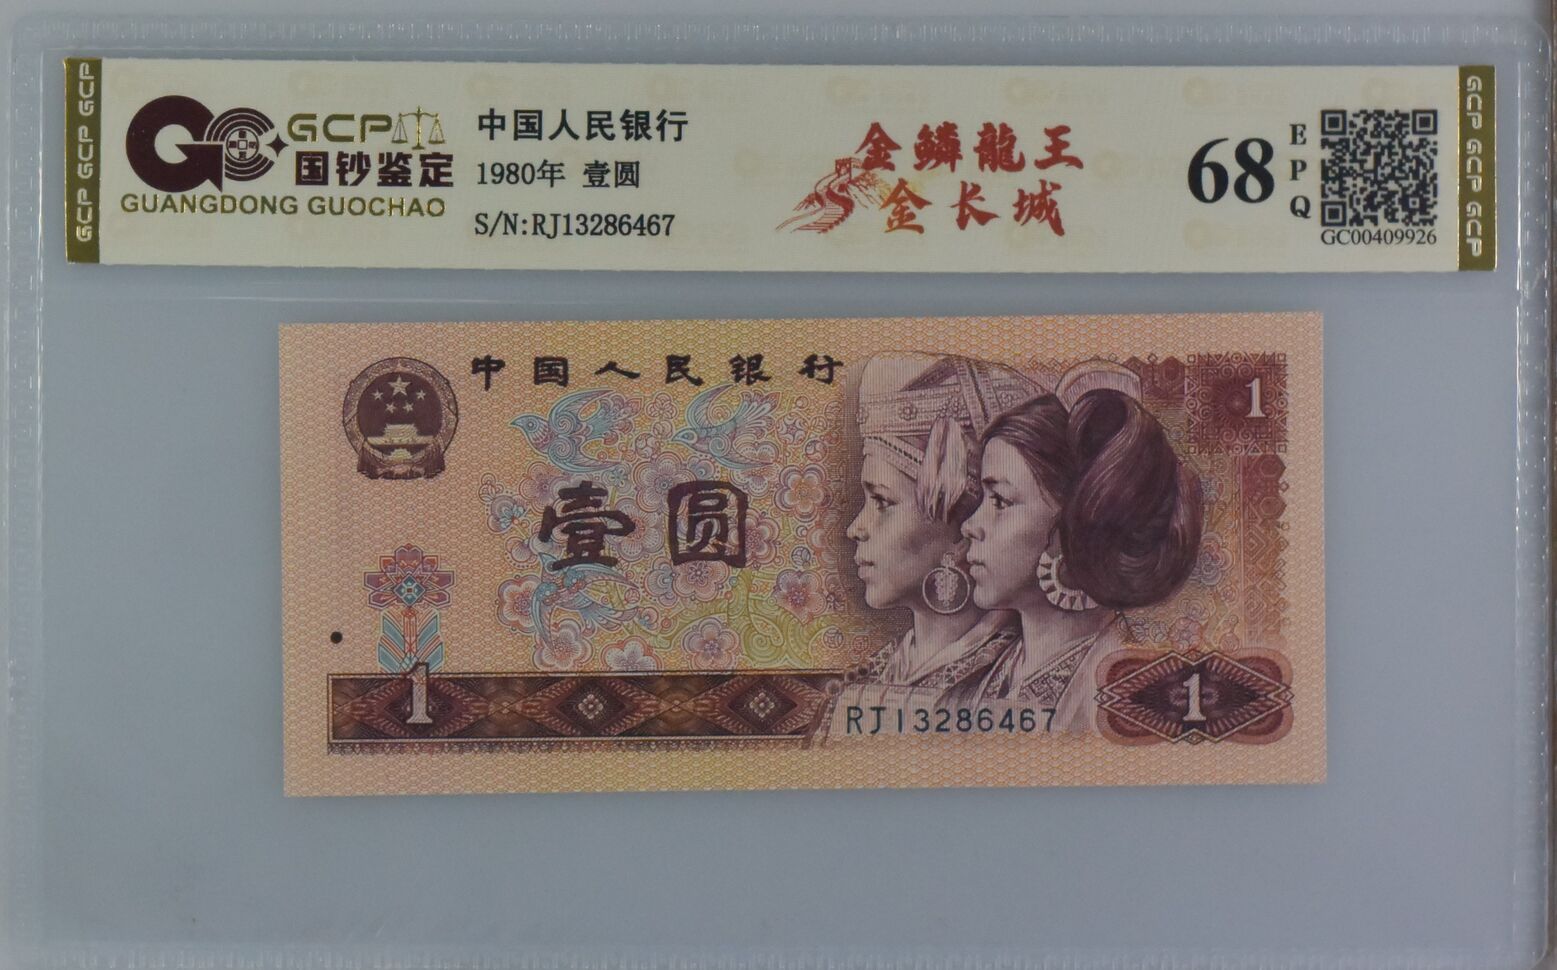 GCP GCP GCP
GCP
国钞鉴定
GUANGDONG GUOCHAO
中国人民银行
1980年 壹圆
S/N:RJ13286467
金鳞龍王
金长城
68
EPQ
GC00409926
GCP GCP GCP
中国人民银行
1
壹圆
1
RJ13286467
1